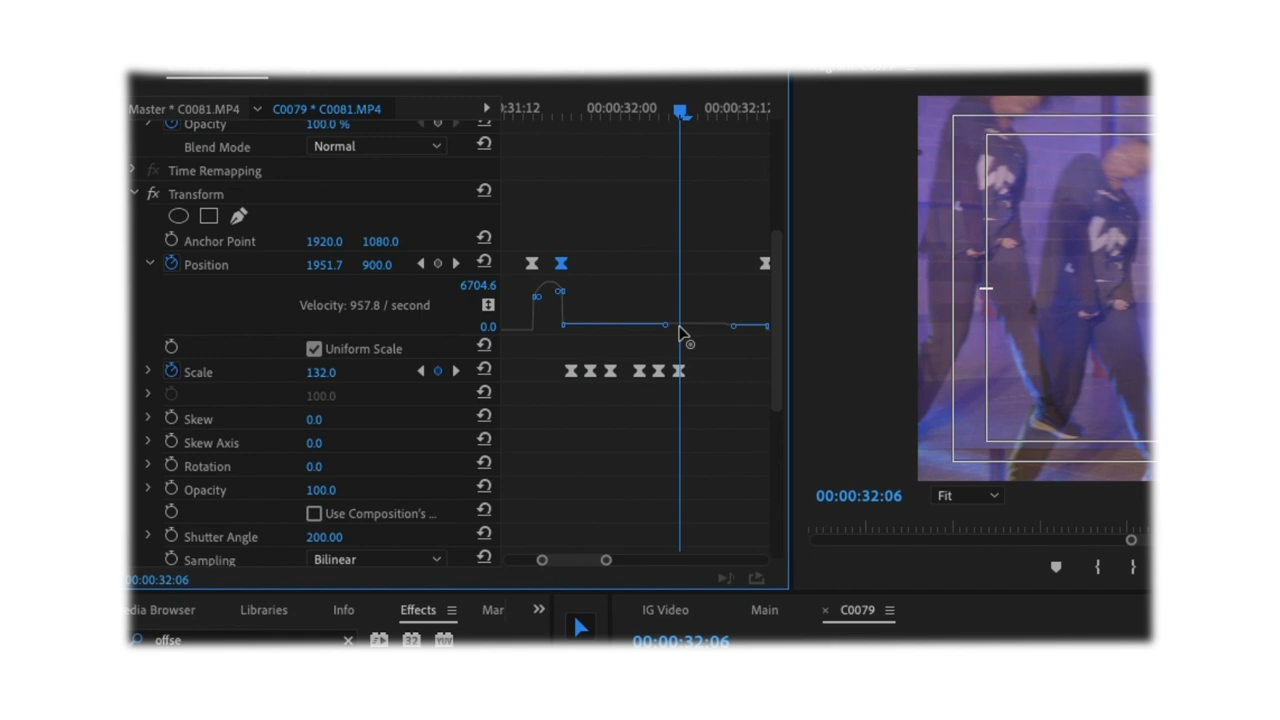 Master * C0081.MP4 C0079 * C0081.MP4 :31:12 00:00:32:00 00:00:32:12
Opacity 100.0 %
Blend Mode Normal
fx Time Remapping
fx Transform
Anchor Point 1920.0 1080.0
Position 1951.7 900.0
6704.6
Velocity: 957.8 / second
0.0
Uniform Scale
Scale 132.0
100.0
Skew 0.0
Skew Axis 0.0
Rotation 0.0
Opacity 100.0
00:00:32:06 Fit
Use Composition's ...
Shutter Angle 200.00
Sampling Bilinear
00:00:32:06
edia Browser Libraries Info Effects Mar IG Video Main × C0079
offse 32 YUV 00:00:32:06